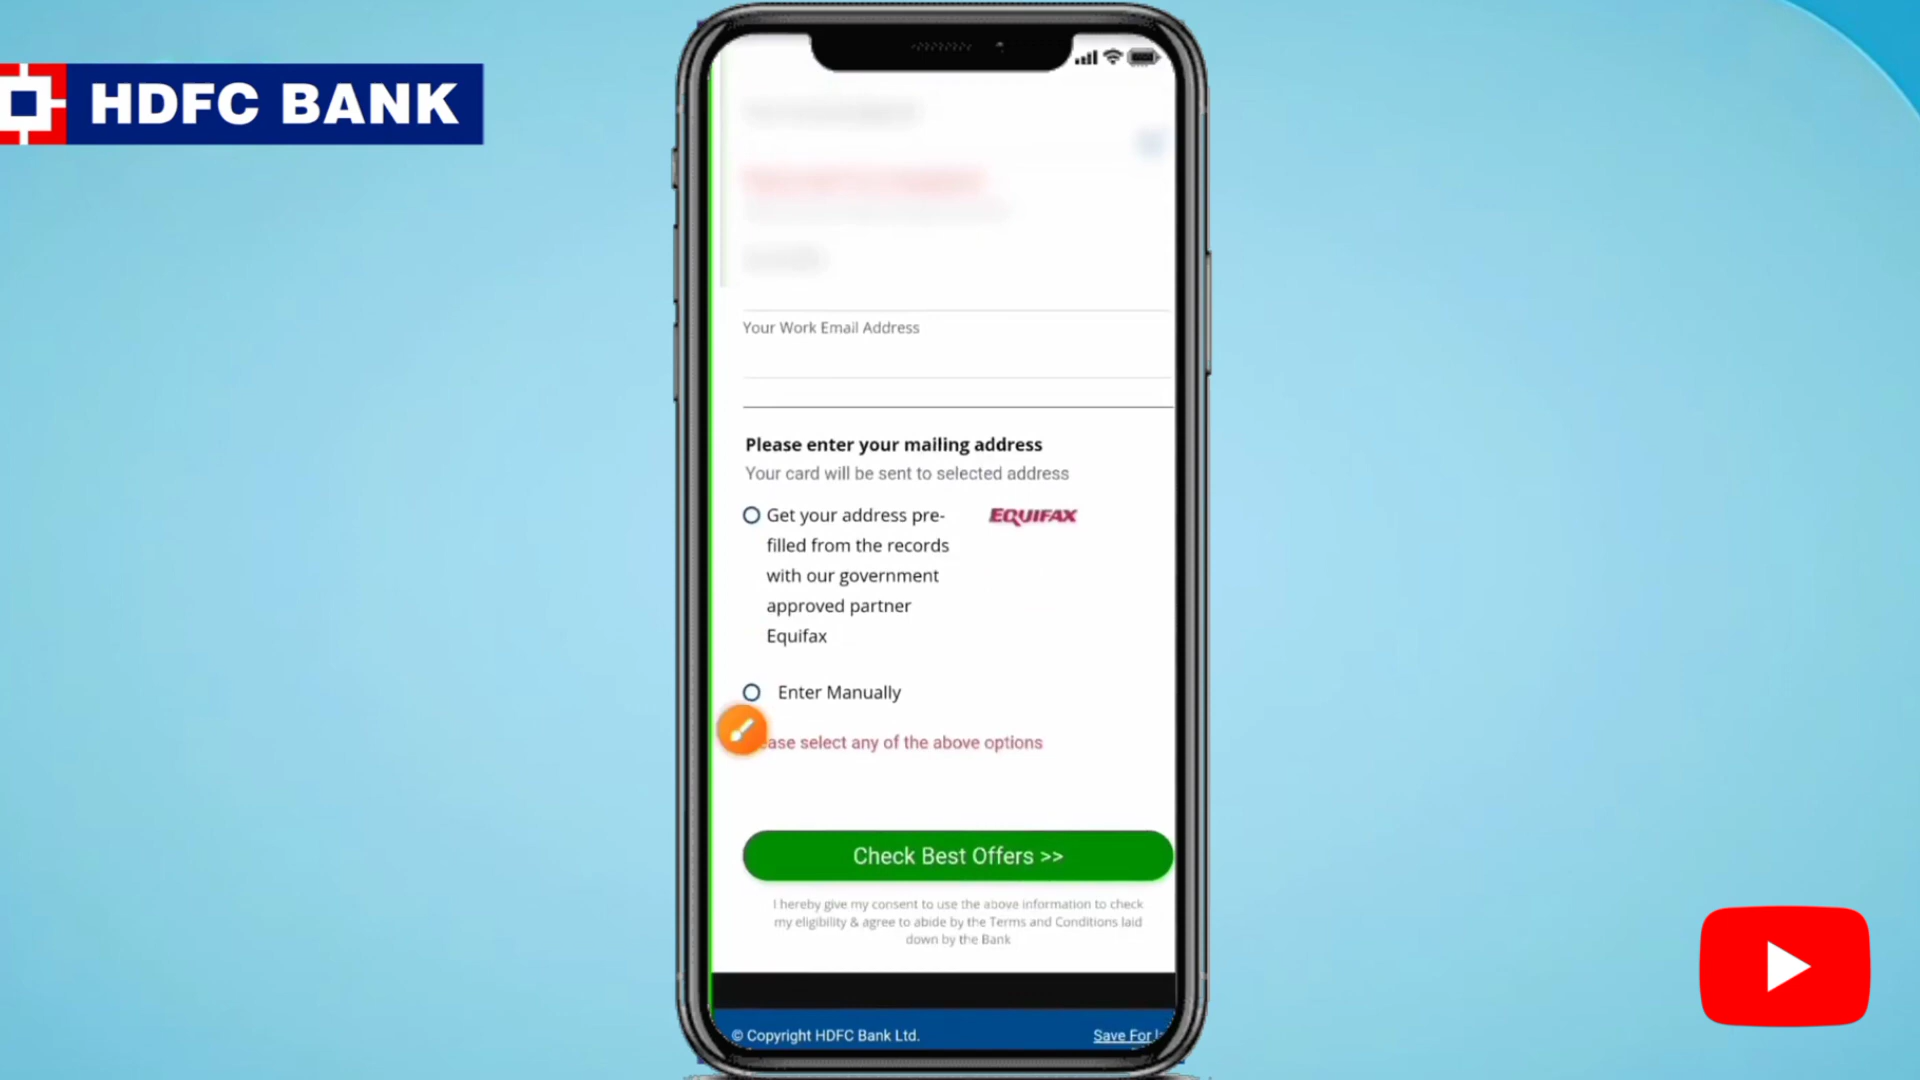 HDFC BANK
Your Work Email Address
Please enter your mailing address
Your card will be sent to selected address
Get your address pre-
filled from the records
with our government
approved partner
Equifax
EQUIFAX
Enter Manually
ase select any of the above options
Check Best Offers >>
I hereby give my consent to use the above information to check
my eligibility & agree to abide by the Terms and Conditions laid
down by the Bank
© Copyright HDFC Bank Ltd.
Save For